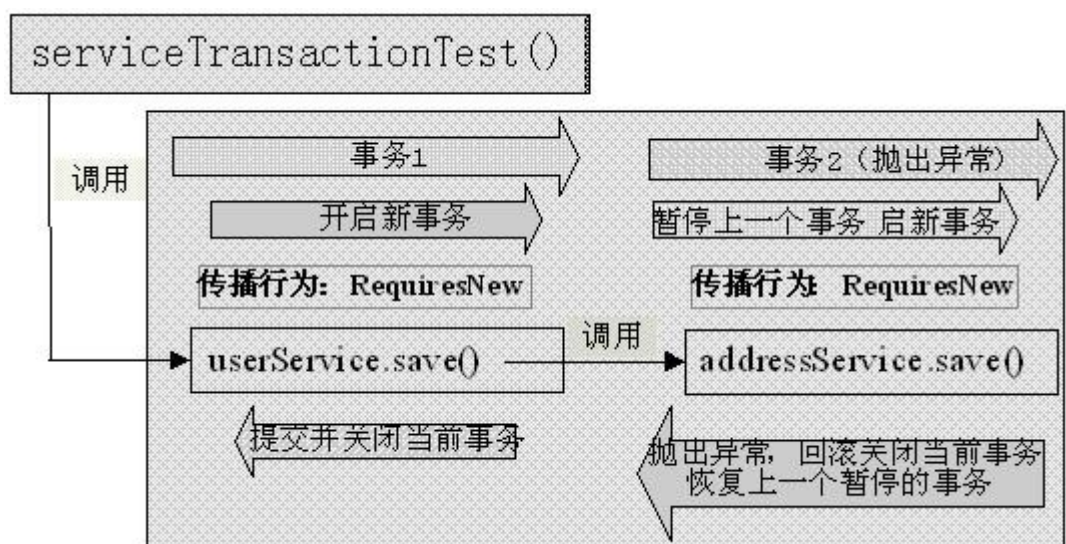 serviceTransactionTest()
调用
事务1
事务2（抛出异常）
开启新事务
暂停上一个事务 启新事务
传播行为: RequiresNew
传播行为 RequiresNew
调用
userService.save()
addressService.save()
提交并关闭当前事务
抛出异常, 回滚关闭当前事务
恢复上一个暂停的事务